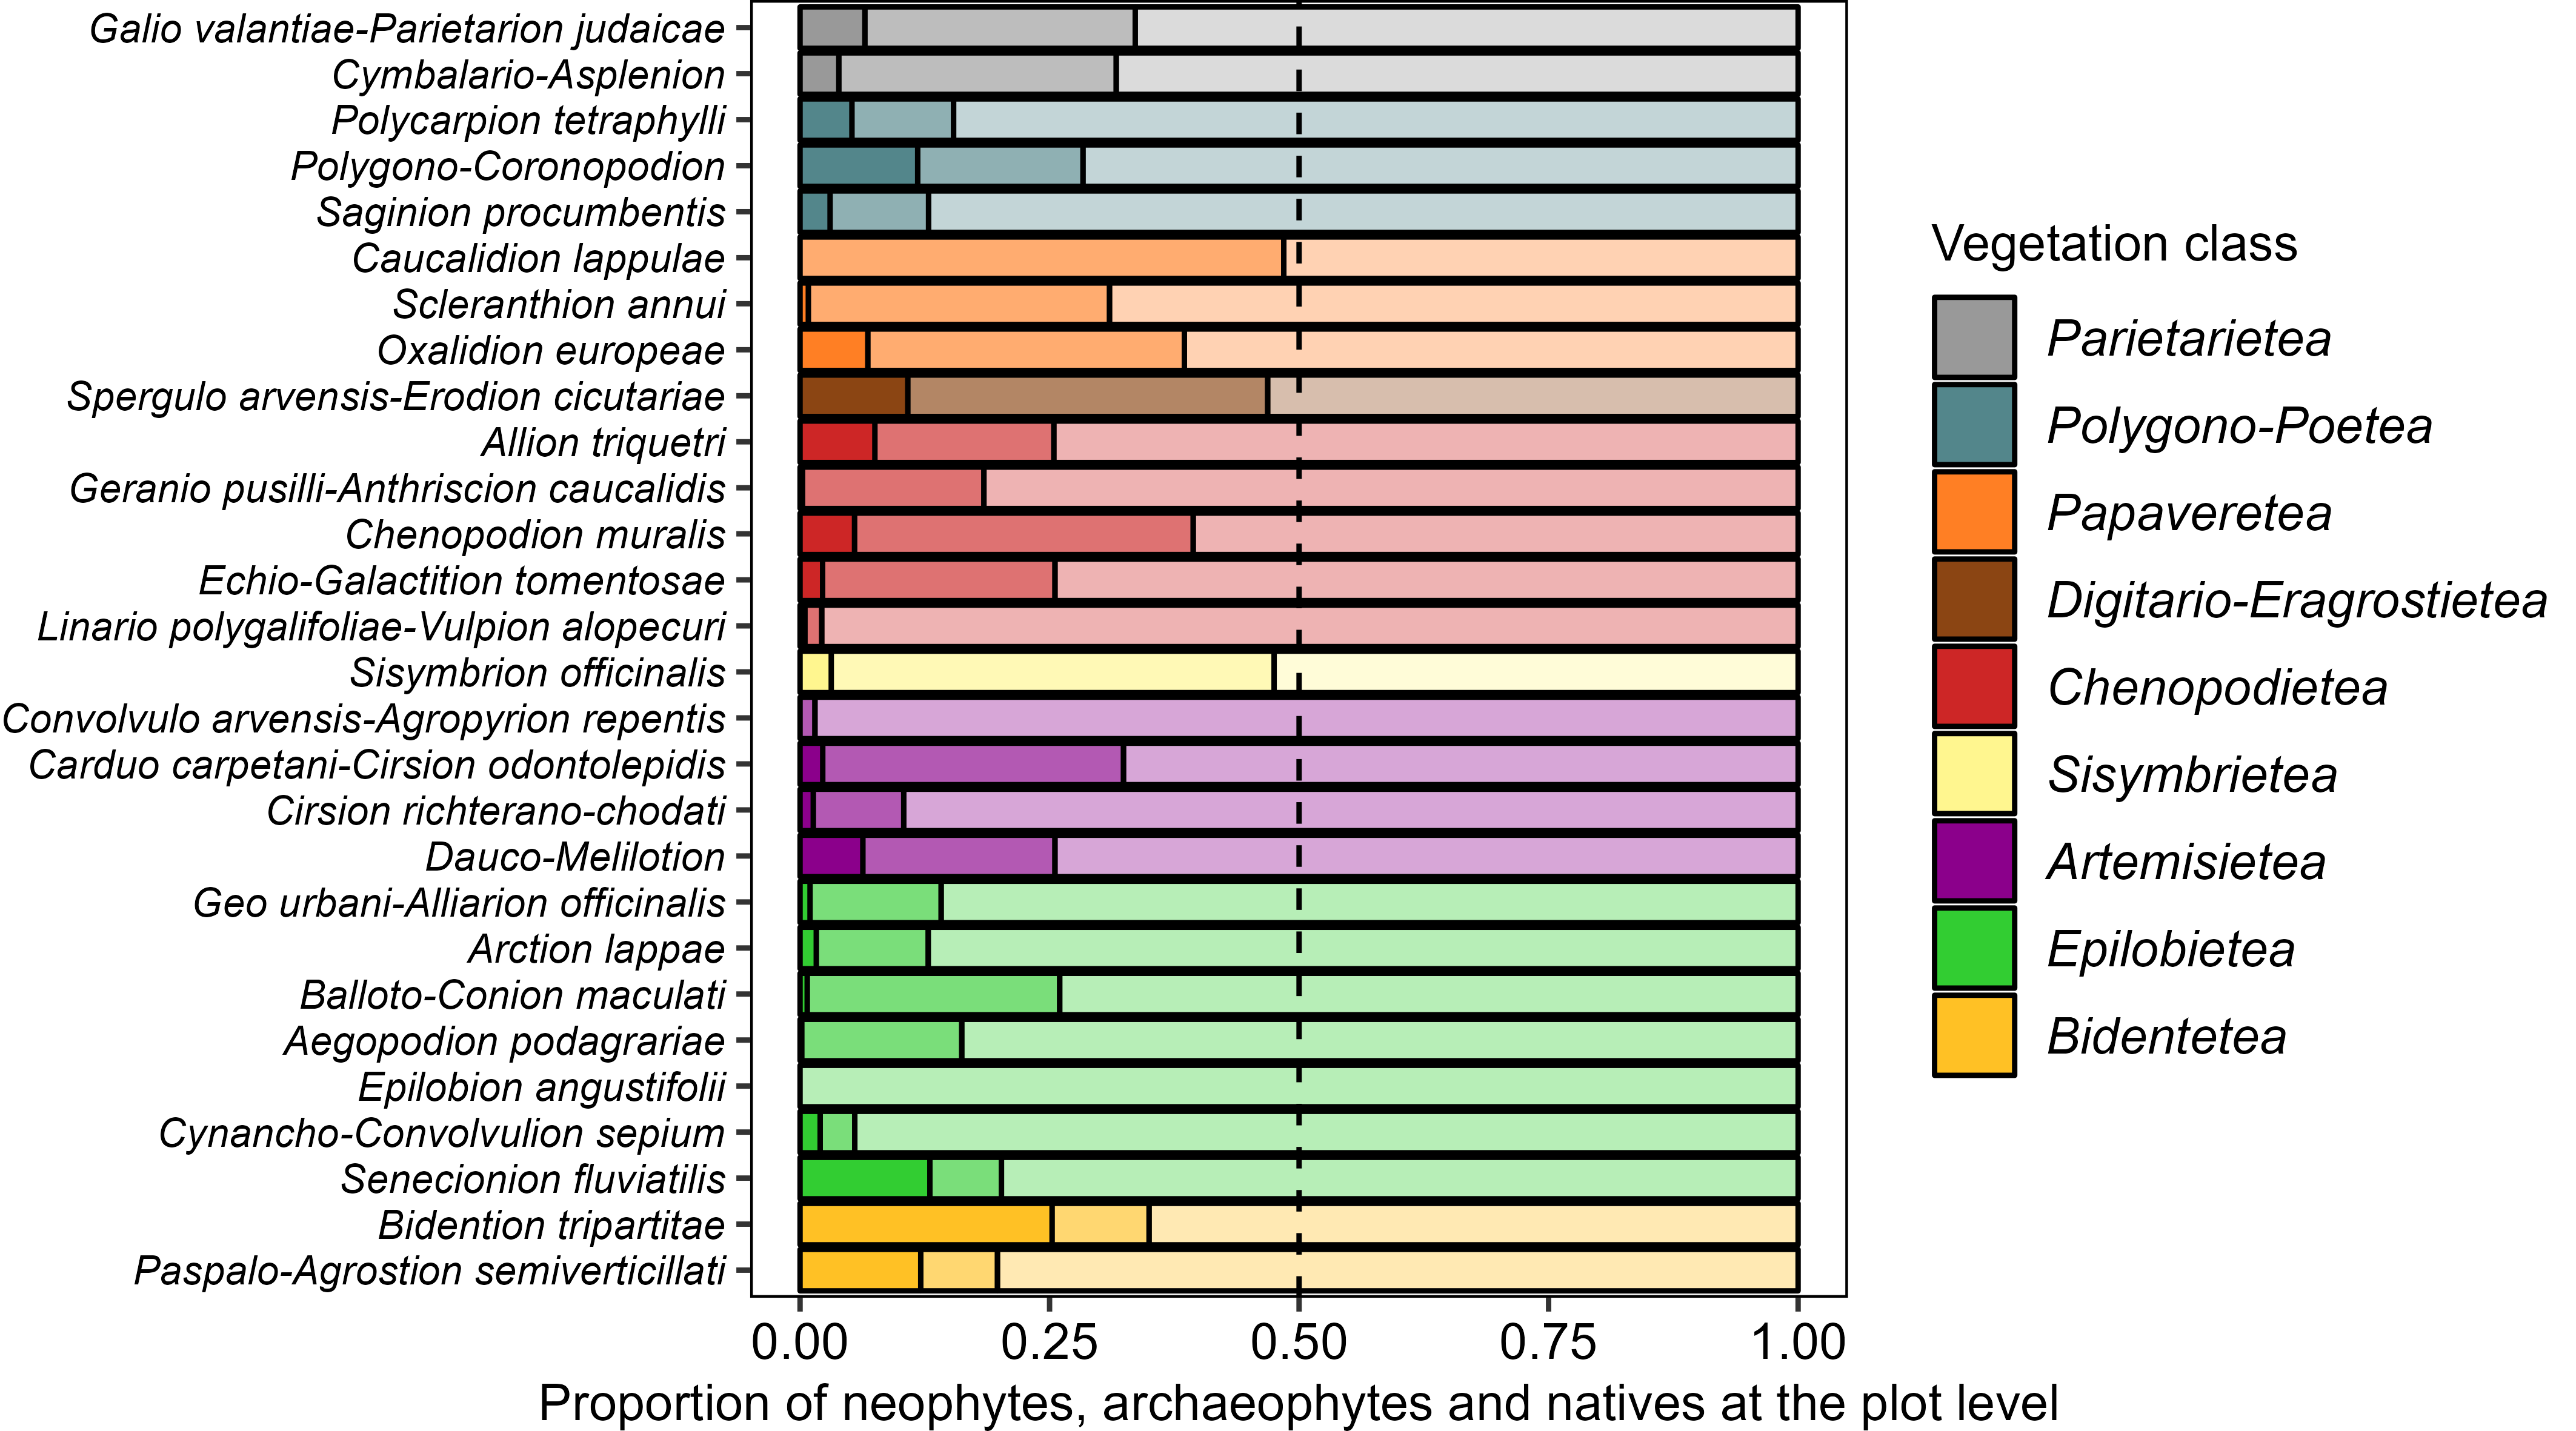 Galio valantiae-Parietarion judaicae
Cymbalario-Asplenion
Polycarpion tetraphylli
Polygono-Coronopodion
Saginion procumbentis
Caucalidion lappulae
Scleranthion annui
Oxalidion europeae
Spergulo arvensis-Erodion cicutariae
Allion triquetri
Geranio pusilli-Anthriscion caucalidis
Chenopodion muralis
Echio-Galactition tomentosae
Linario polygalifoliae-Vulpion alopecuri
Sisymbrion officinalis
Convolvulo arvensis-Agropyrion repentis
Carduo carpetani-Cirsion odontolepidis
Cirsion richterano-chodati
Dauco-Melilotion
Geo urbani-Alliarion officinalis
Arction lappae
Balloto-Conion maculati
Aegopodion podagrariae
Epilobion angustifolii
Cynancho-Convolvulion sepium
Senecionion fluviatilis
Bidention tripartitae
Paspalo-Agrostion semiverticillati
0.00 0.25 0.50 0.75 1.00
Proportion of neophytes, archaeophytes and natives at the plot level
Vegetation class
Parietarietea
Polygono-Poetea
Papaveretea
Digitario-Eragrostietea
Chenopodietea
Sisymbrietea
Artemisietea
Epilobietea
Bidentetea